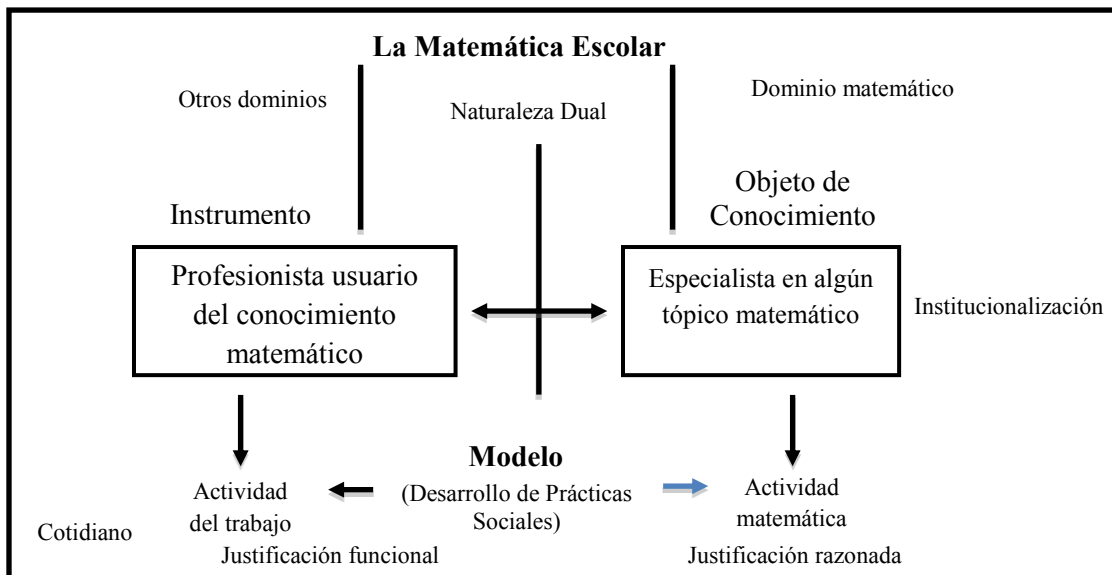 La Matemática Escolar
Otros dominios
Naturaleza Dual
Dominio matemático
Instrumento
Objeto de
Conocimiento
Profesionista usuario
del conocimiento
matemático
Especialista en algún
tópico matemático
Institucionalización
Modelo
(Desarrollo de Prácticas
Sociales)
Actividad
del trabajo
Actividad
matemática
Cotidiano
Justificación funcional
Justificación razonada